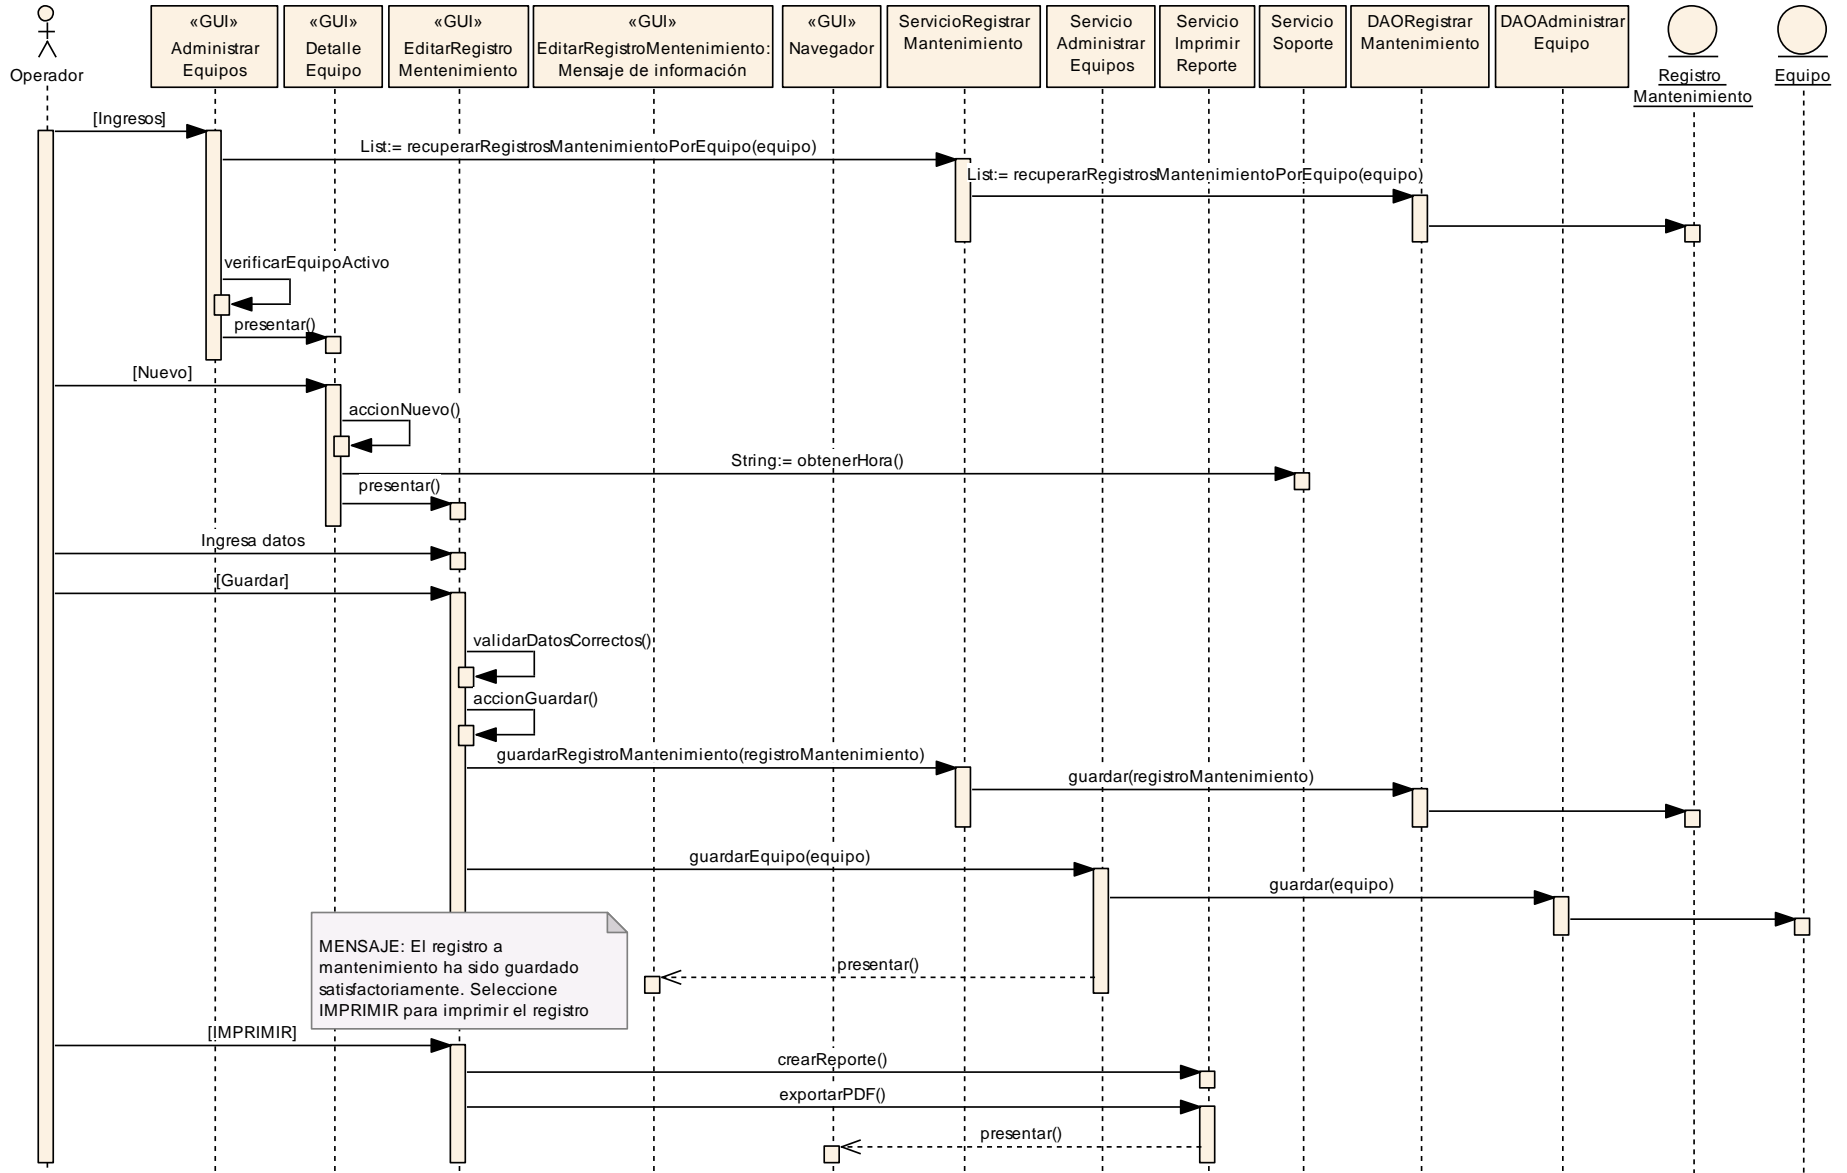 Operador
«GUI»
Administrar
Equipos
«GUI»
Detalle
Equipo
«GUI»
EditarRegistro
Mentenimiento
«GUI»
EditarRegistroMentenimiento:
Mensaje de información
«GUI»
Navegador
ServicioRegistrar
Mantenimiento
Servicio
Administrar
Equipos
Servicio
Imprimir
Reporte
Servicio
Soporte
DAORegistrar
Mantenimiento
DAOAdministrar
Equipo
Registro
Mantenimiento
Equipo
[Ingresos]
List:= recuperarRegistrosMantenimientoPorEquipo(equipo)
List:= recuperarRegistrosMantenimientoPorEquipo(equipo)
verificarEquipoActivo
presentar()
[Nuevo]
accionNuevo()
String:= obtenerHora()
presentar()
Ingresa datos
[Guardar]
validarDatosCorrectos()
accionGuardar()
guardarRegistroMantenimiento(registroMantenimiento)
guardar(registroMantenimiento)
guardarEquipo(equipo)
guardar(equipo)
MENSAJE: El registro a
mantenimiento ha sido guardado
satisfactoriamente. Seleccione
IMPRIMIR para imprimir el registro
presentar()
[IMPRIMIR]
crearReporte()
exportarPDF()
presentar()